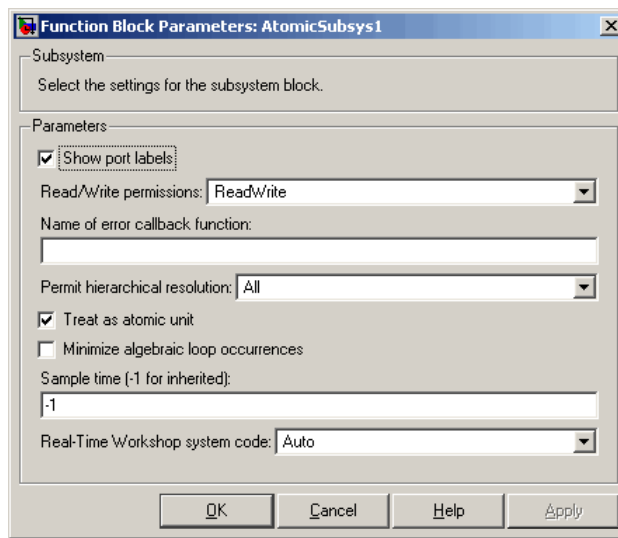 Function Block Parameters: AtomicSubsys1
Subsystem
Select the settings for the subsystem block.
Parameters
Show port labels
Read/Write permissions: ReadWrite
Name of error callback function:
Permit hierarchical resolution: All
Treat as atomic unit
Minimize algebraic loop occurrences
Sample time (-1 for inherited):
-1
Real-Time Workshop system code: Auto
OK Cancel Help Apply